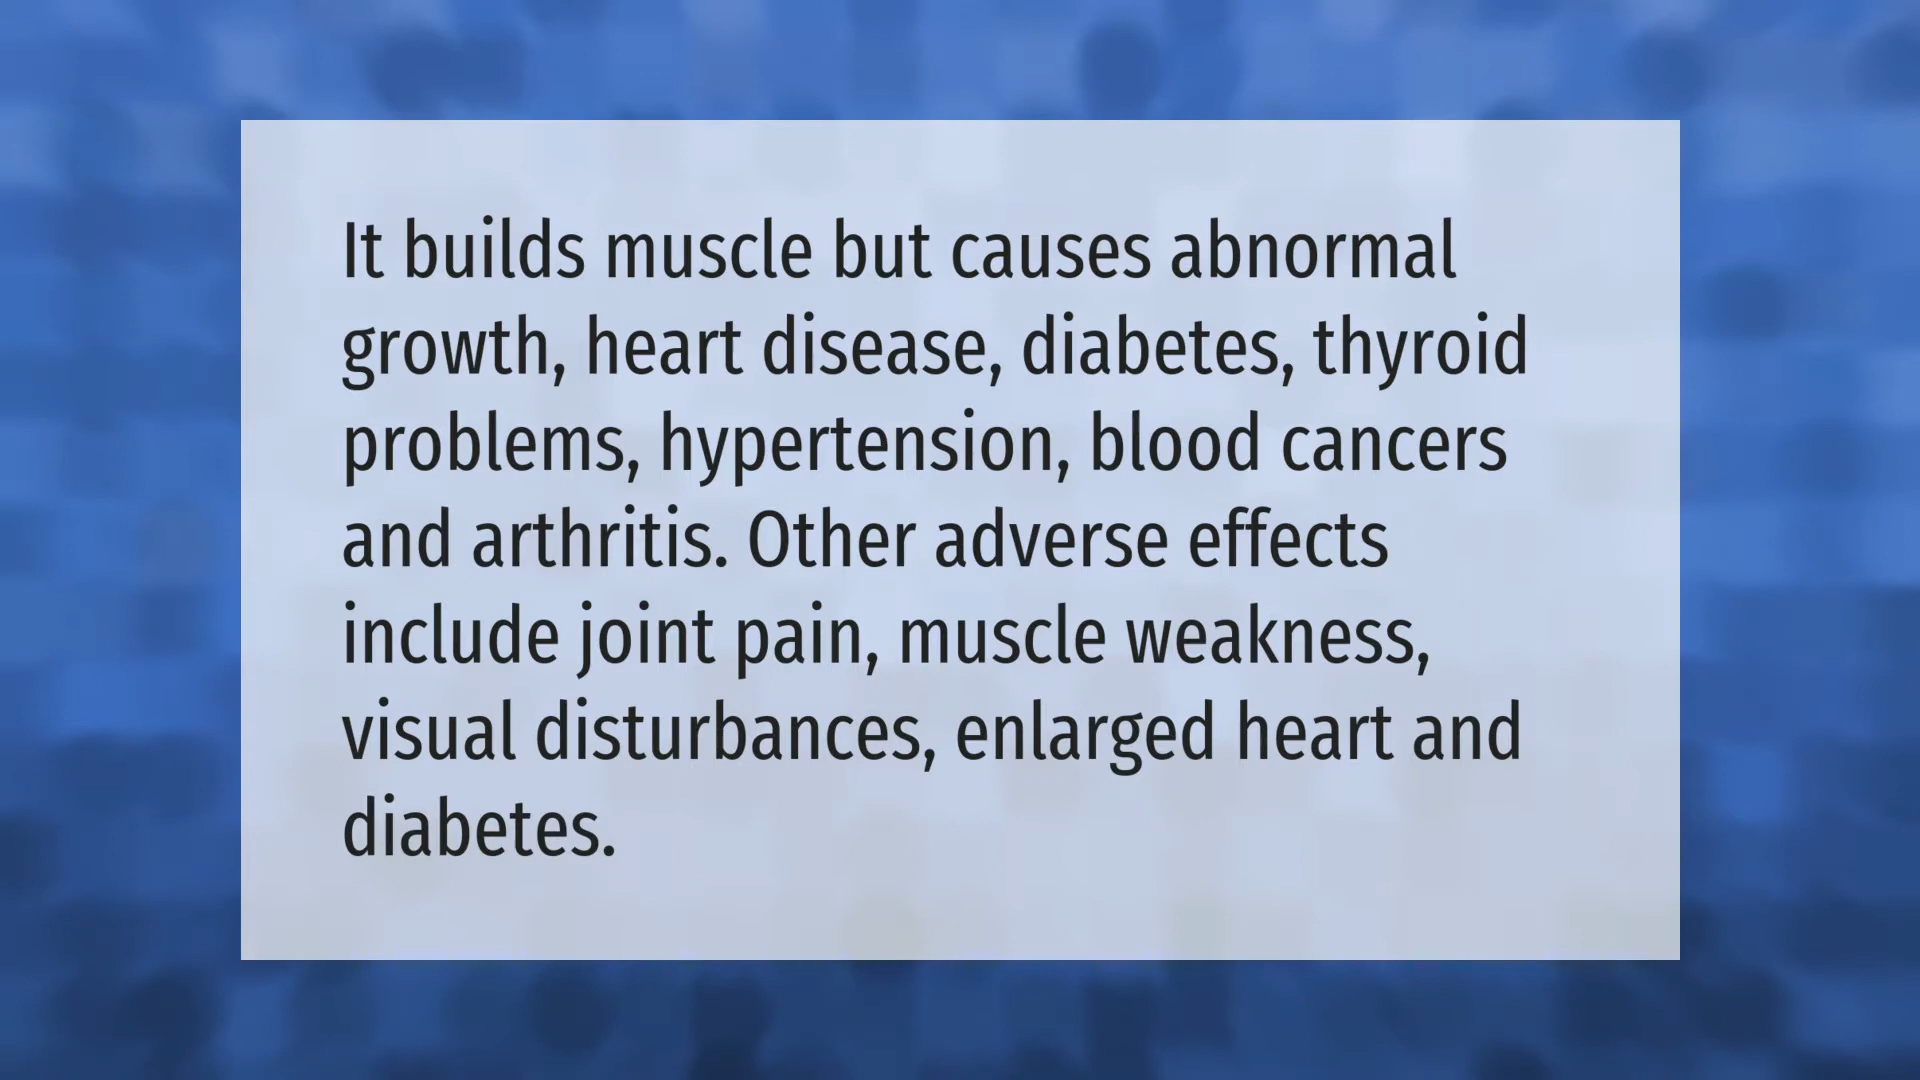 It builds muscle but causes abnormal
growth, heart disease, diabetes, thyroid
problems, hypertension, blood cancers
and arthritis. Other adverse effects
include joint pain, muscle weakness,
visual disturbances, enlarged heart and
diabetes.